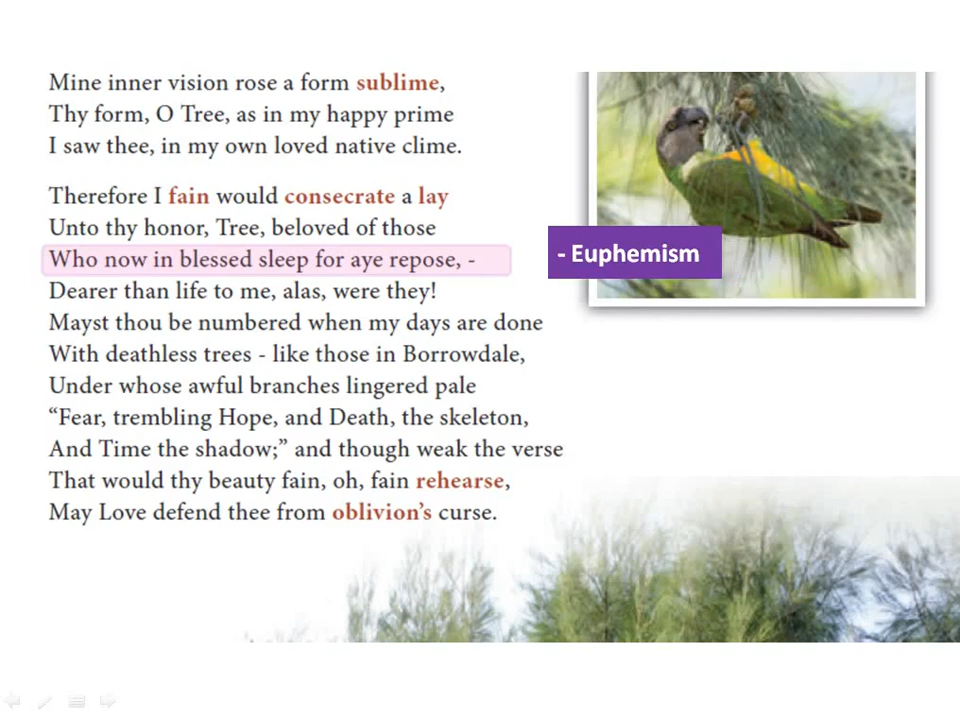 Mine inner vision rose a form sublime,
Thy form, O Tree, as in my happy prime
I saw thee, in my own loved native clime.
Therefore I fain would consecrate a lay
Unto thy honor, Tree, beloved of those
Who now in blessed sleep for aye repose, -
- Euphemism
Dearer than life to me, alas, were they!
Mayst thou be numbered when my days are done
With deathless trees - like those in Borrowdale,
Under whose awful branches lingered pale
“Fear, trembling Hope, and Death, the skeleton,
And Time the shadow;” and though weak the verse
That would thy beauty fain, oh, fain rehearse,
May Love defend thee from oblivion’s curse.